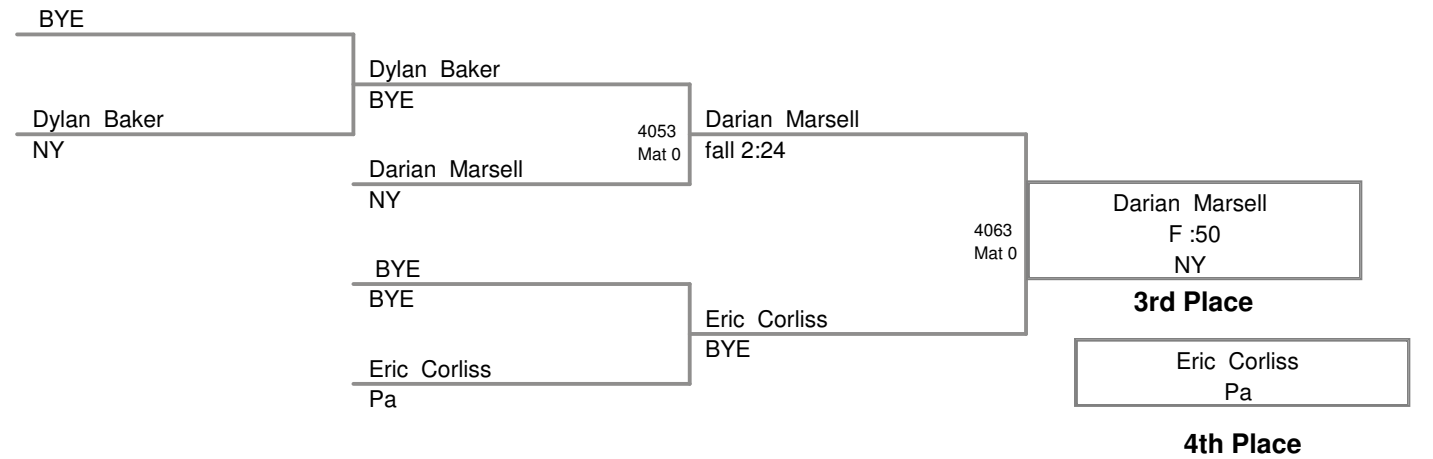 BYE
Dylan Baker
NY
Dylan Baker
BYE
4053
Mat 0
Darian Marsell
NY
BYE
BYE
Eric Corliss
Pa
Darian Marsell
fall 2:24
4063
Mat 0
Eric Corliss
BYE
Darian Marsell
F :50
NY
3rd Place
Eric Corliss
Pa
4th Place